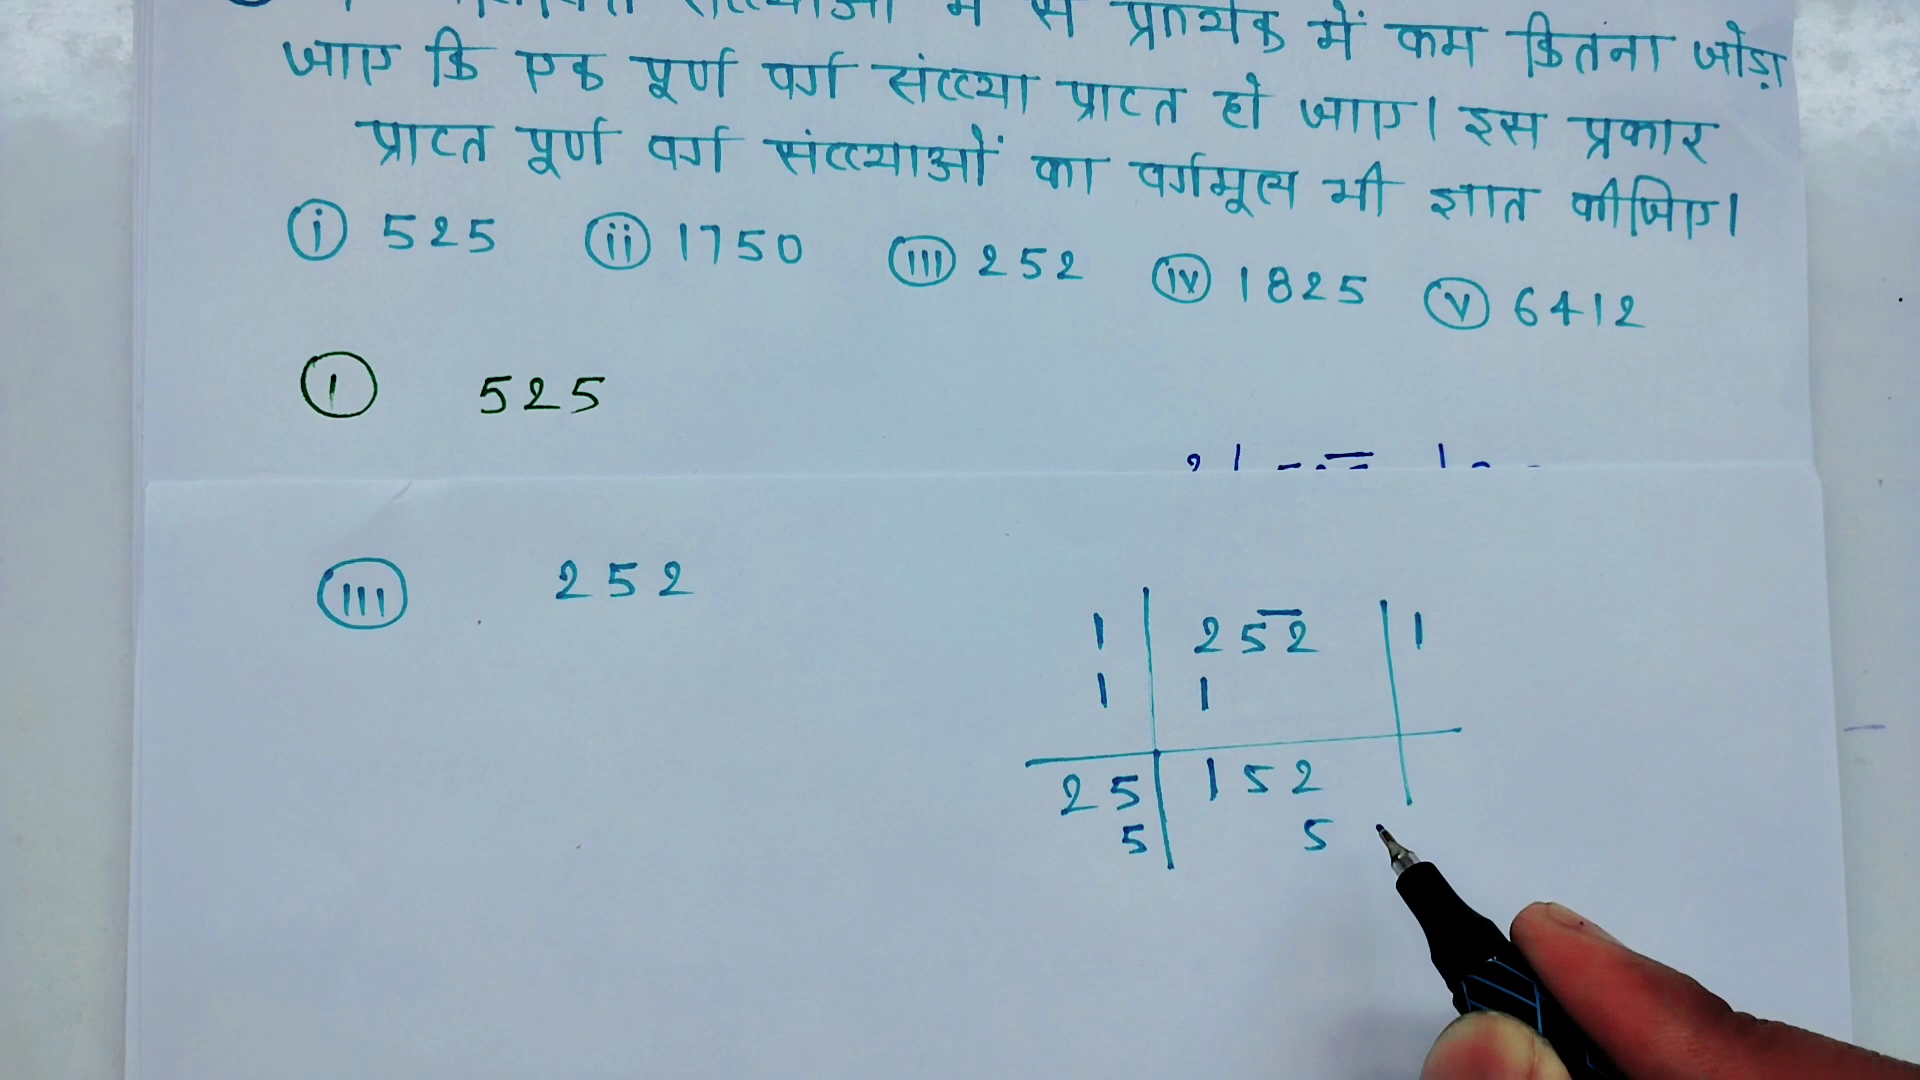 में से प्रत्येक में कम कितना जोड़ा
जाए कि एक पूर्ण वर्ग संख्या प्राप्त हो जाए। इस प्रकार
प्राप्त पूर्ण वर्ग संख्याओं का वर्गमूल भी ज्ञात कीजिए।
(i) 525 (ii) 1750 (iii) 252 (iv) 1825 (v) 6412
(1) 525
(iii) 252
1 | 252 | 1
1 | 1
25 | 152
5 | 5